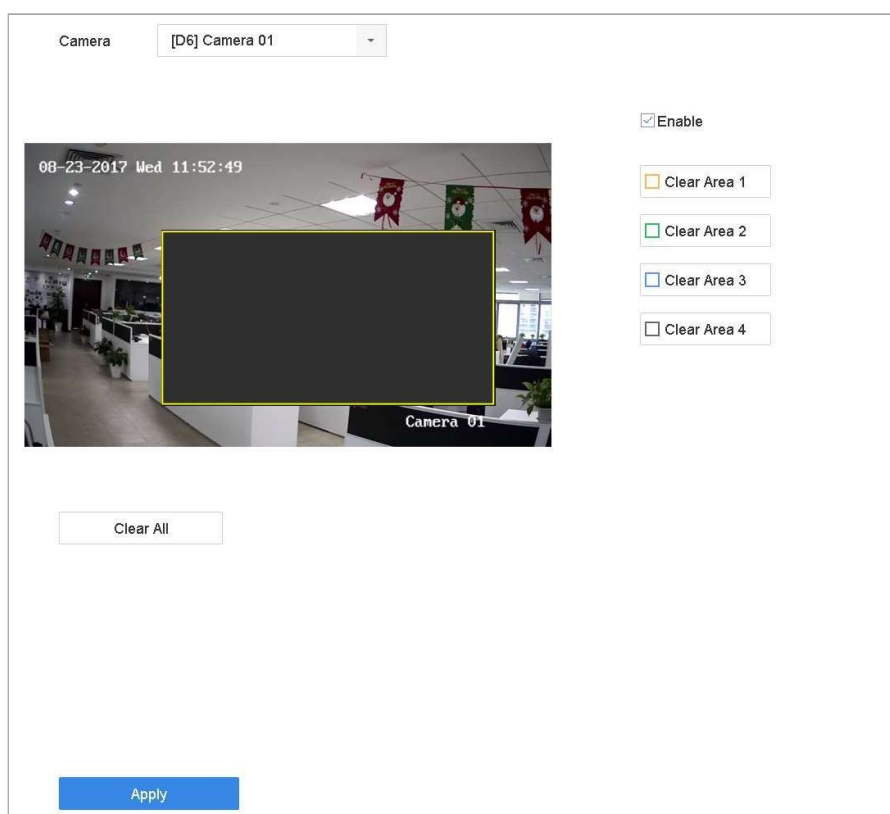 Camera
[D6] Camera 01
Enable
08-23-2017 Wed 11:52:49
Clear Area 1
Clear Area 2
Clear Area 3
Clear Area 4
Camera 01
Clear All
Apply